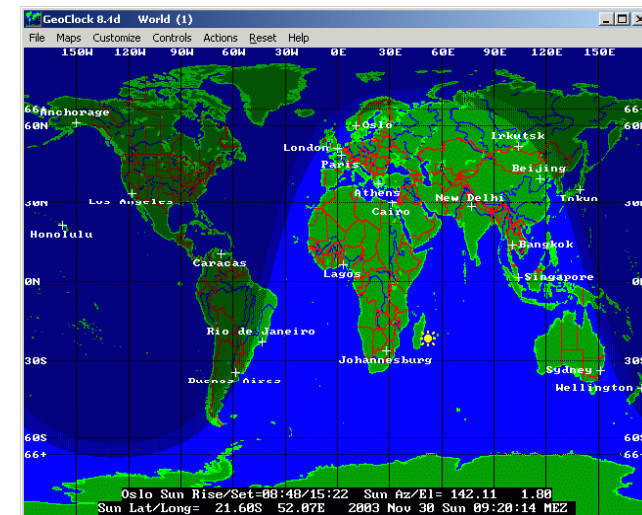 GeoClock 8.4d World (1)
File Maps Customize Controls Actions Reset Help
150W 120W 90W 60W 30W 0E 30E 60E 90E 120E 150E
66+ Anchorage 66+
60N Oslo 60N
London Irkutsk
Paris Beijing
Athens New Delhi
Los Angeles 30N Cairo Tokyo 30N
Honolulu
Bangkok
Caracas
Lagos Singapore
0N 0N
Rio de Janeiro
30S Johannesburg 30S
Sydney
Buenos Aires
Wellington
60S 60S
66+ 66+
Oslo Sun Rise/Set=08:48/15:22 Sun Az/El= 142.11 1.80
Sun Lat/Long= 21.60S 52.07E 2003 Nov 30 Sun 09:20:14 MEZ